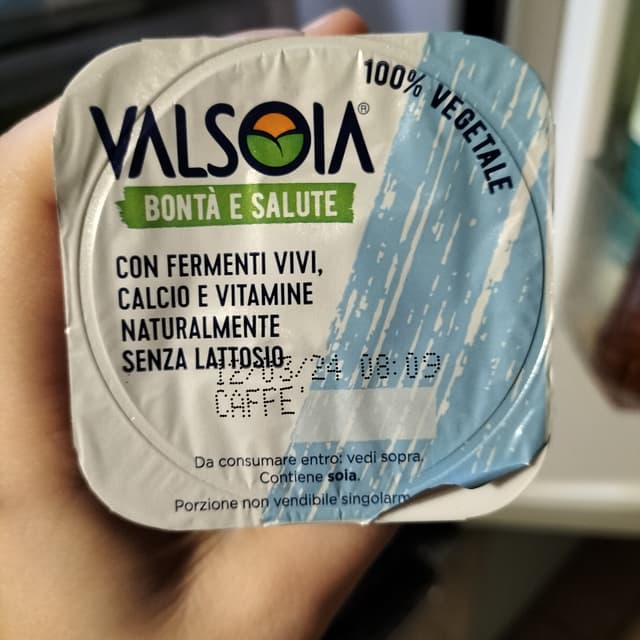 100% VEGETALE
VALSOIA®
BONTÀ E SALUTE
CON FERMENTI VIVI,
CALCIO E VITAMINE
NATURALMENTE
SENZA LATTOSIO
12/03/24 08:09
CAFFE'
Da consumare entro: vedi sopra.
Contiene soia.
Porzione non vendibile